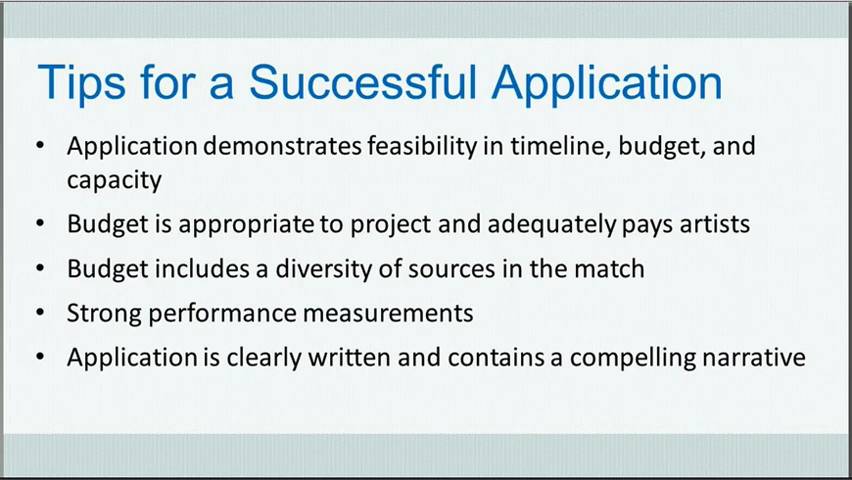 Tips for a Successful Application
• Application demonstrates feasibility in timeline, budget, and
capacity
• Budget is appropriate to project and adequately pays artists
• Budget includes a diversity of sources in the match
• Strong performance measurements
• Application is clearly written and contains a compelling narrative